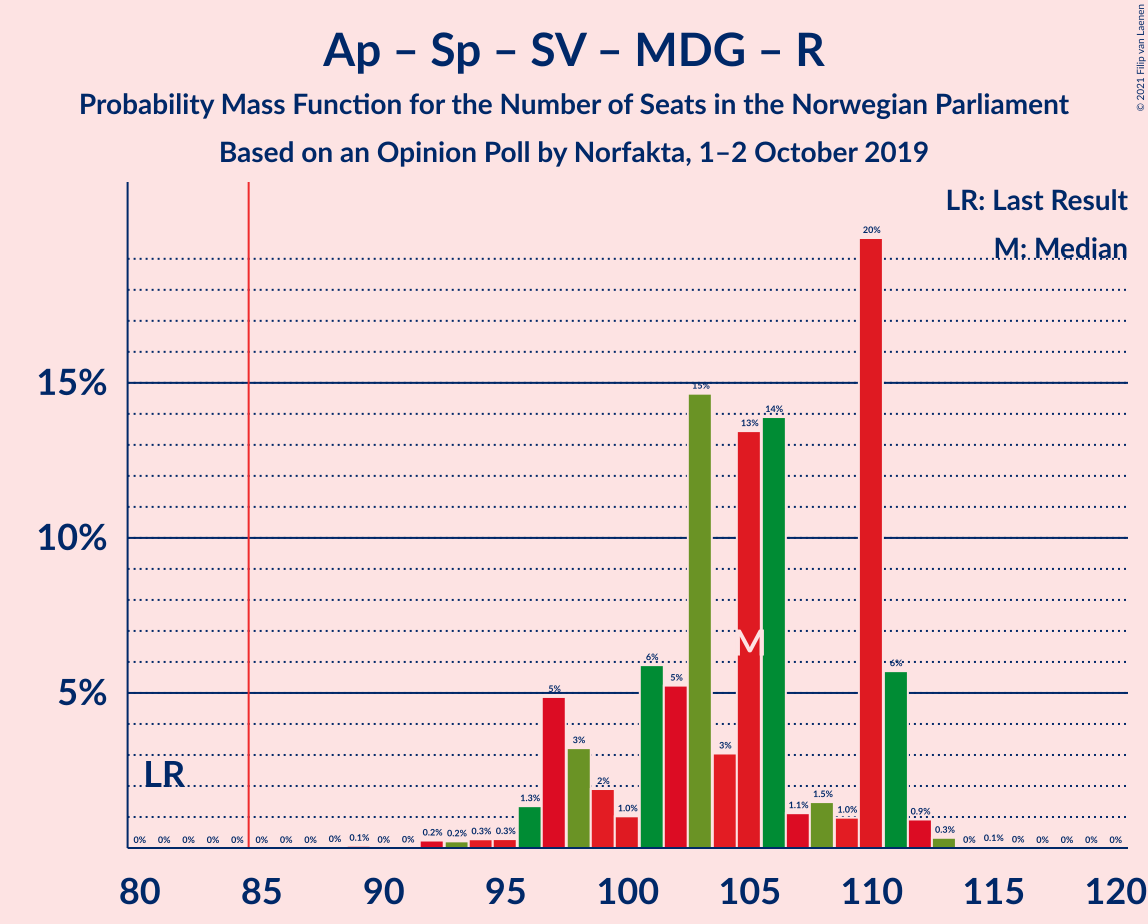 Ap – Sp – SV – MDG – R
Probability Mass Function for the Number of Seats in the Norwegian Parliament
Based on an Opinion Poll by Norfakta, 1–2 October 2019
© 2021 Filip van Laenen
LR: Last Result
M: Median
15%
10%
5%
LR
M
0% 0% 0% 0% 0% 0% 0% 0% 0% 0.1% 0% 0% 0.2% 0.2% 0.3% 0.3% 1.3% 5% 3% 2% 1.0% 6% 5% 15% 3% 13% 14% 1.1% 1.5% 1.0% 20% 6% 0.9% 0.3% 0% 0.1% 0% 0% 0% 0% 0%
80 85 90 95 100 105 110 115 120